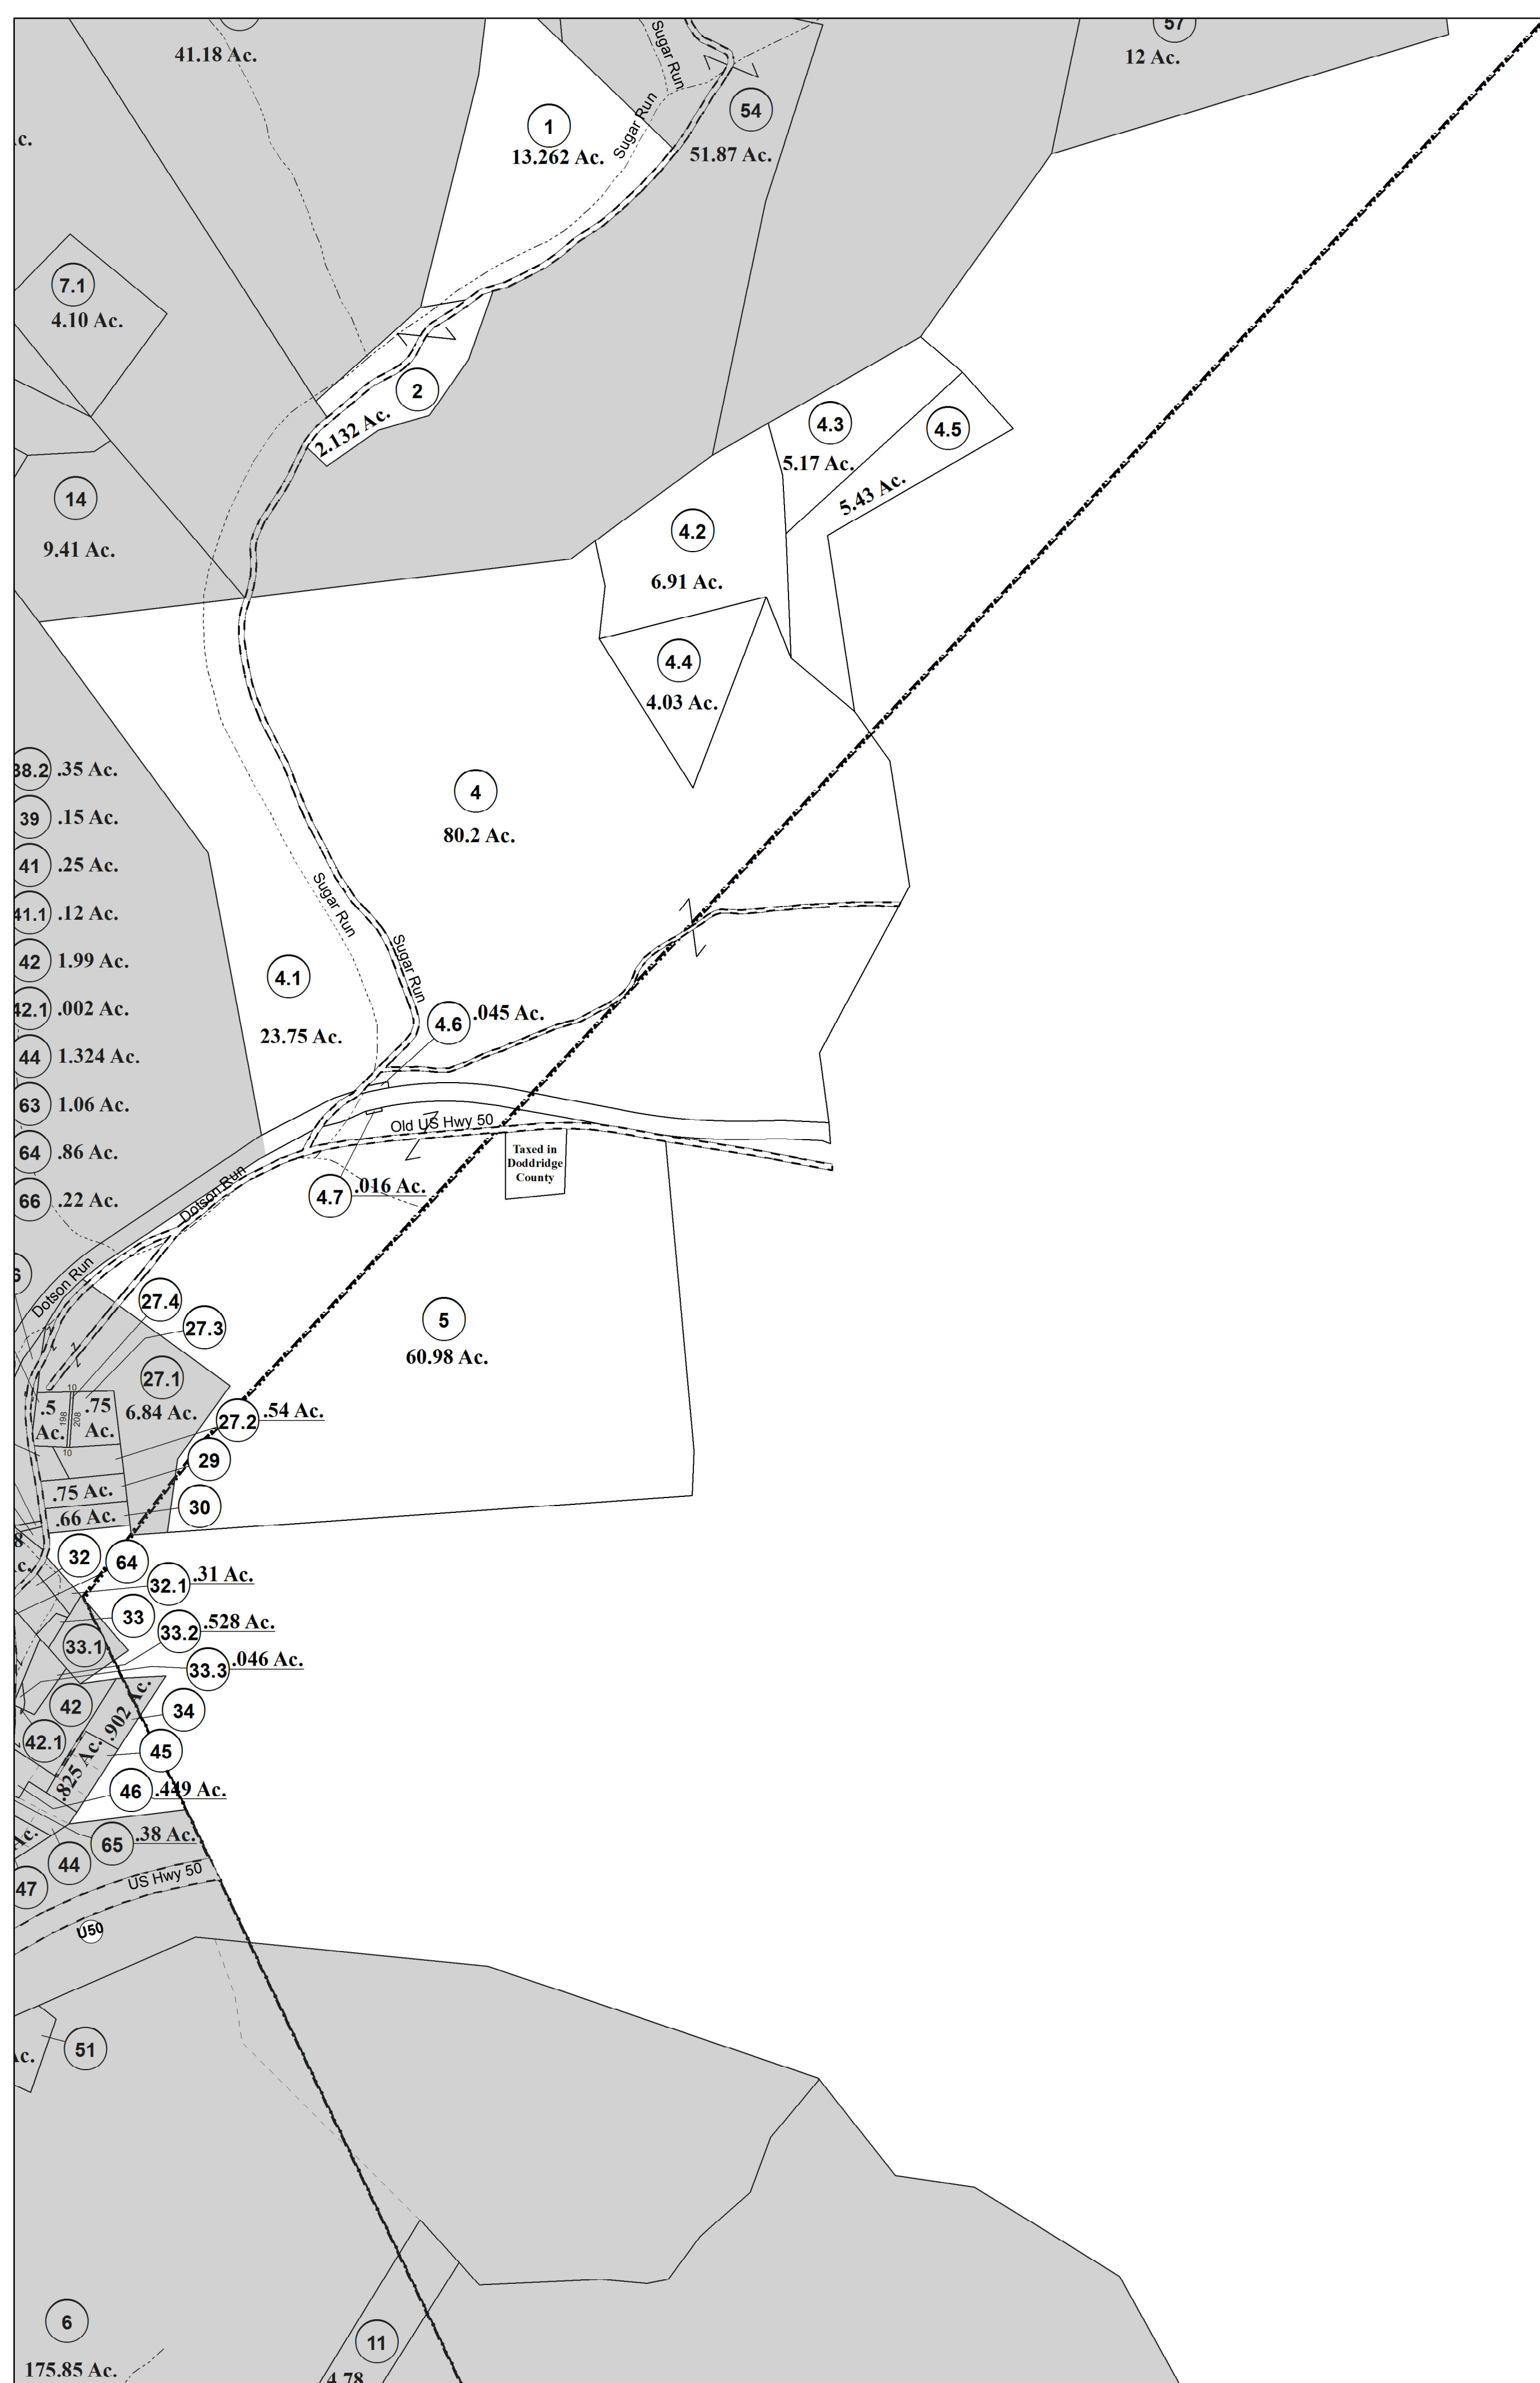 57
41.18 Ac.
12 Ac.
Sugar Run
Sugar Run
54
51.87 Ac.
1
13.262 Ac.
7.1
4.10 Ac.
2
2.132 Ac.
4.3
5.17 Ac.
4.5
5.43 Ac.
14
9.41 Ac.
4.2
6.91 Ac.
4.4
4.03 Ac.
38.2 .35 Ac.
39 .15 Ac.
41 .25 Ac.
41.1 .12 Ac.
42 1.99 Ac.
42.1 .002 Ac.
44 1.324 Ac.
63 1.06 Ac.
64 .86 Ac.
66 .22 Ac.
4
80.2 Ac.
Sugar Run
Sugar Run
4.1
23.75 Ac.
4.6 .045 Ac.
Old US Hwy 50
Taxed in
Doddridge
County
4.7 .016 Ac.
Dotson Run
Dotson Run
27.4
27.3
5
60.98 Ac.
27.1
6.84 Ac.
10
.5
Ac.
198
208
.75
Ac.
10
27.2 .54 Ac.
29
.75 Ac.
30
.66 Ac.
32
64
32.1 .31 Ac.
33
33.1
33.2 .528 Ac.
33.3 .046 Ac.
42
.902 Ac.
34
42.1
.825 Ac.
45
46 .449 Ac.
65 .38 Ac.
Ac.
44
47
US Hwy 50
U50
51
Ac.
6
175.85 Ac.
11
4.78